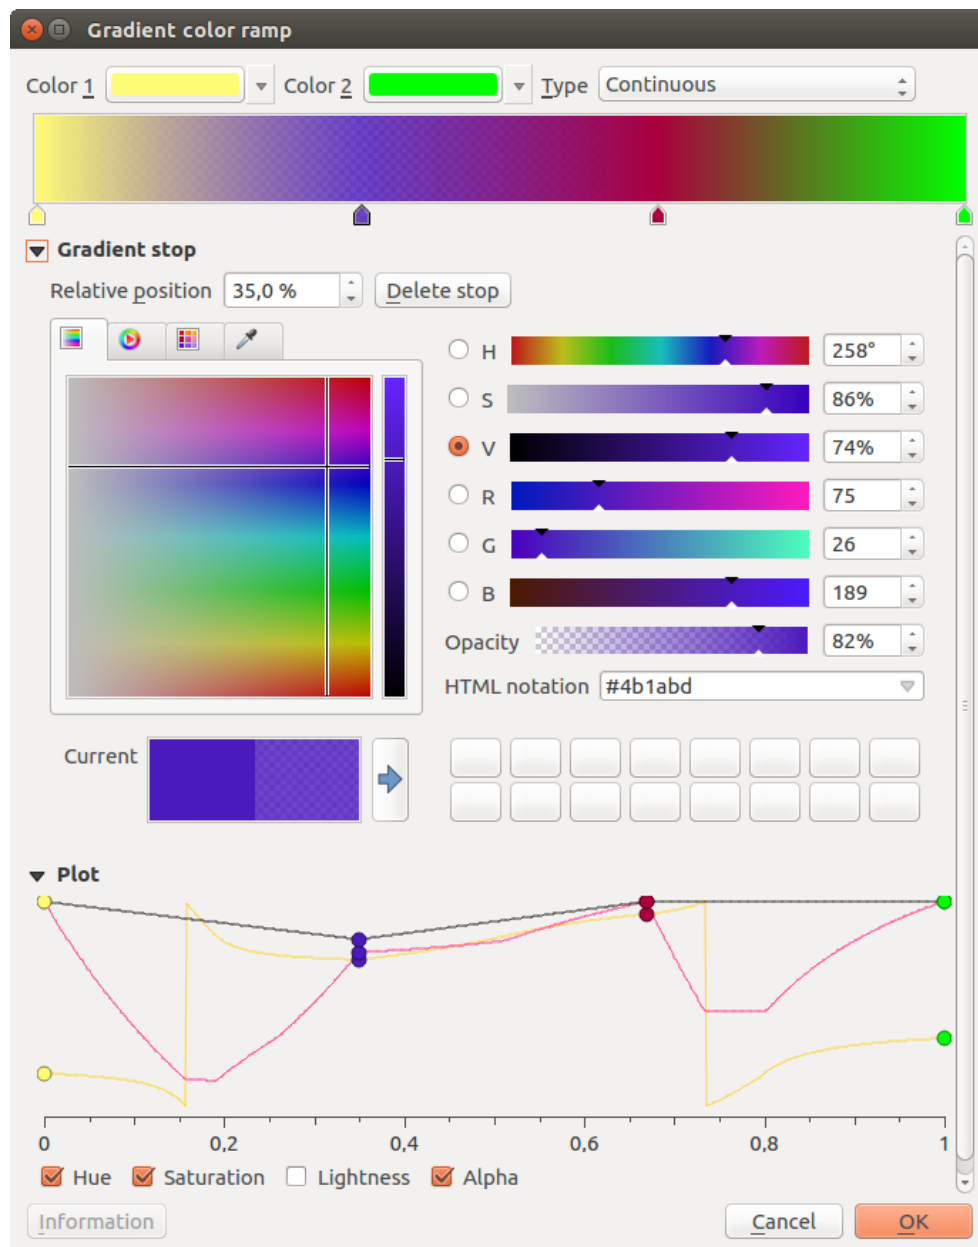 Gradient color ramp
Color 1 Color 2 Type Continuous
Gradient stop
Relative position 35,0 % Delete stop
H 258°
S 86%
V 74%
R 75
G 26
B 189
Opacity 82%
HTML notation #4b1abd
Current
Plot
0 0,2 0,4 0,6 0,8 1
Hue Saturation Lightness Alpha
Information Cancel OK